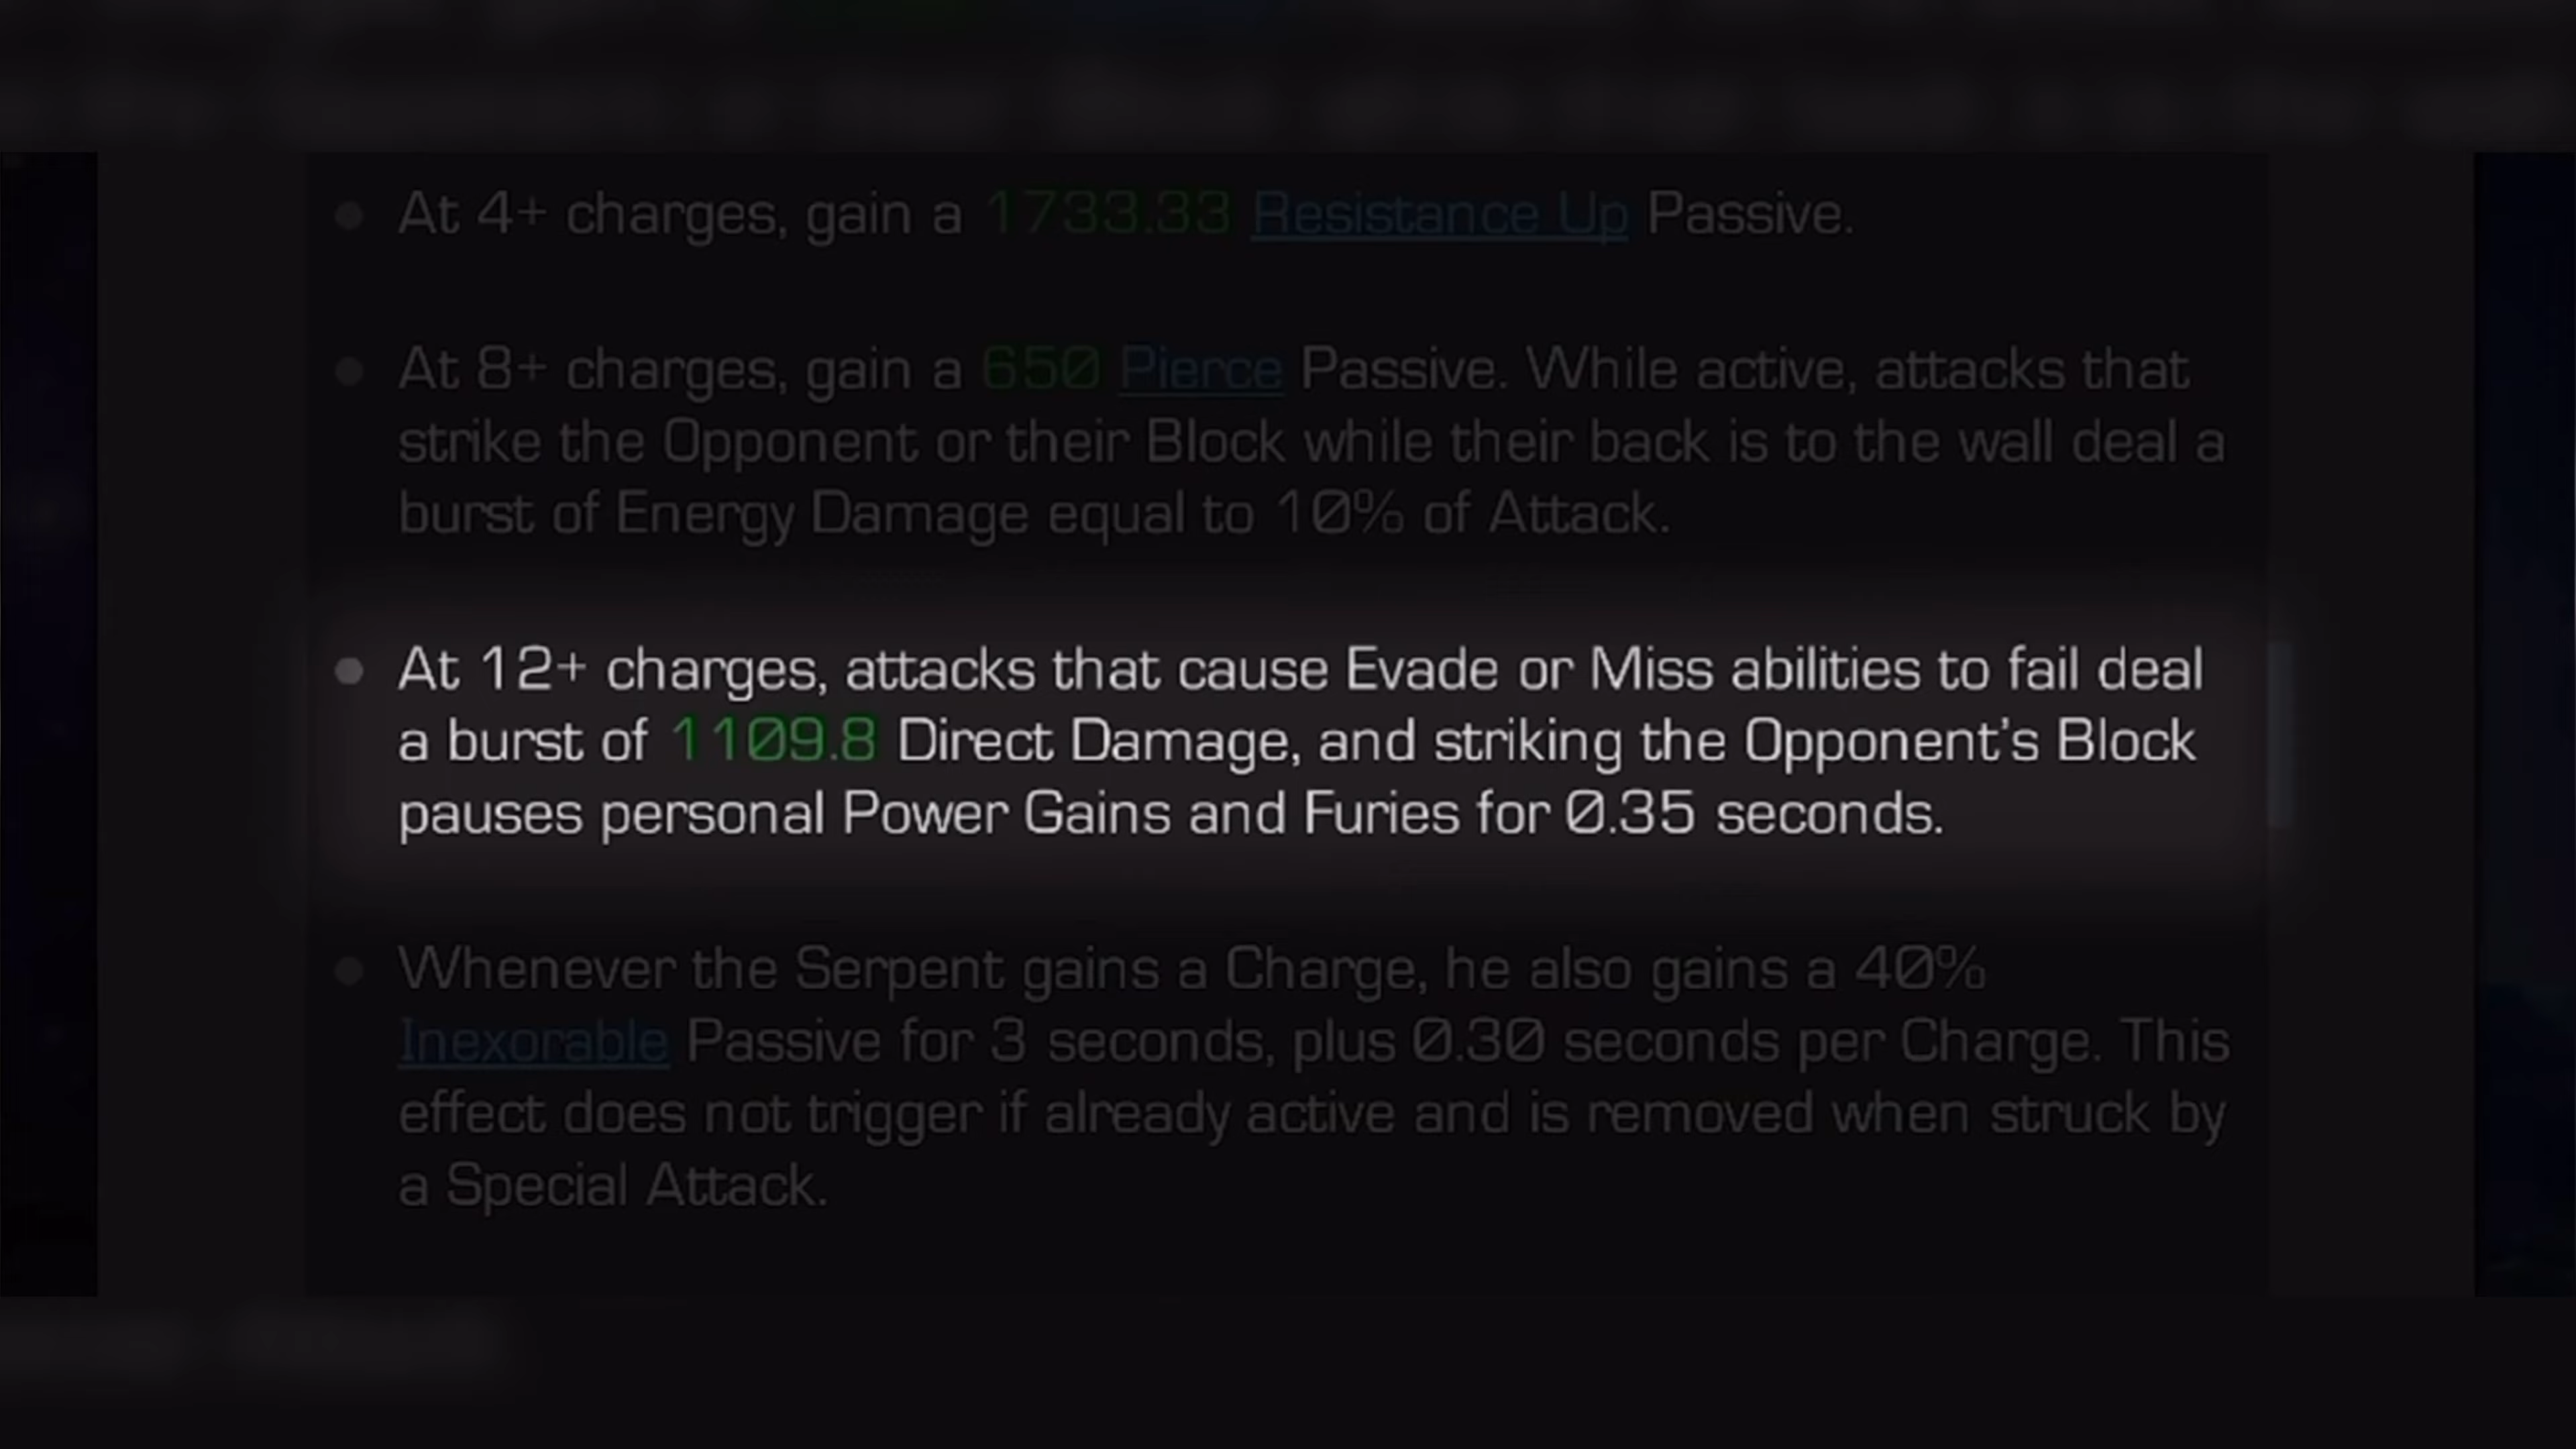 At 4+ charges, gain a 1733.33 Resistance Up Passive.
At 8+ charges, gain a 650 Pierce Passive. While active, attacks that
strike the Opponent or their Block while their back is to the wall deal a
burst of Energy Damage equal to 10% of Attack.
At 12+ charges, attacks that cause Evade or Miss abilities to fail deal
a burst of 1109.8 Direct Damage, and striking the Opponent's Block
pauses personal Power Gains and Furies for 0.35 seconds.
Whenever the Serpent gains a Charge, he also gains a 40%
Inexorable Passive for 3 seconds, plus 0.30 seconds per Charge. This
effect does not trigger if already active and is removed when struck by
a Special Attack.